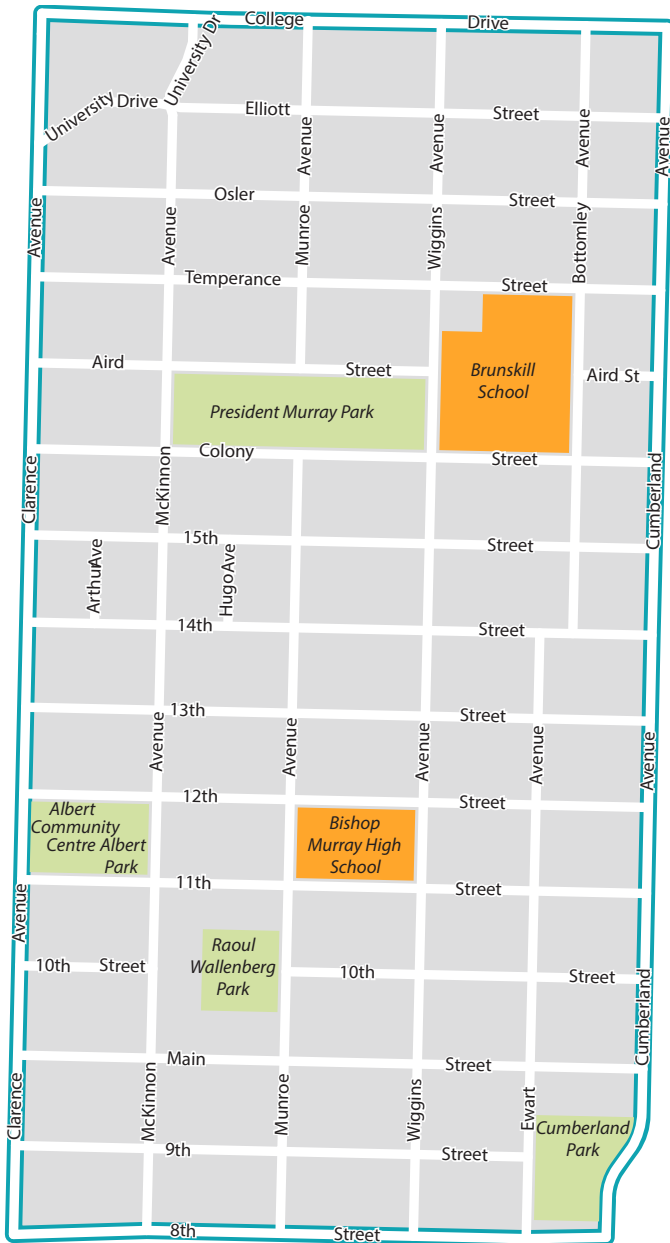 College Drive
University Dr
University Drive
Elliott Street
Avenue
Avenue
Avenue
Avenue
Osler Street
Avenue
Avenue
Munroe
Wiggins
Bottomley
Temperance Street
Aird Street
Aird St
Brunskill
School
President Murray Park
Colony Street
Clarence
McKinnon
Cumberland
15th Street
Arthur Ave
Hugo Ave
14th Street
13th Street
Avenue
Avenue
Avenue
Avenue
Avenue
12th Street
Albert
Community
Centre Albert
Park
Bishop
Murray High
School
11th Street
Avenue
10th Street
Raoul
Wallenberg
Park
10th Street
Cumberland
Main Street
Clarence
McKinnon
Munroe
Wiggins
Ewart
Cumberland
Park
9th Street
8th Street